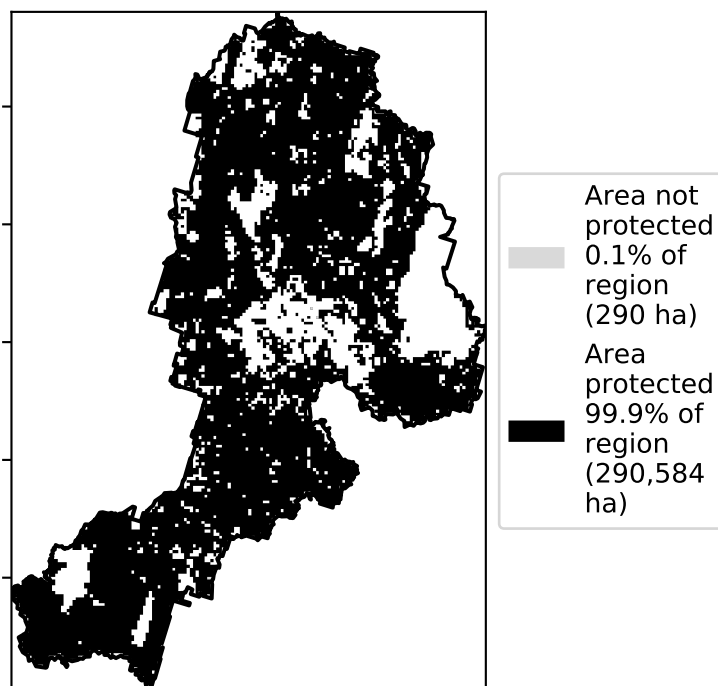 Area not
protected
0.1% of
region
(290 ha)
Area
protected
99.9% of
region
(290,584
ha)